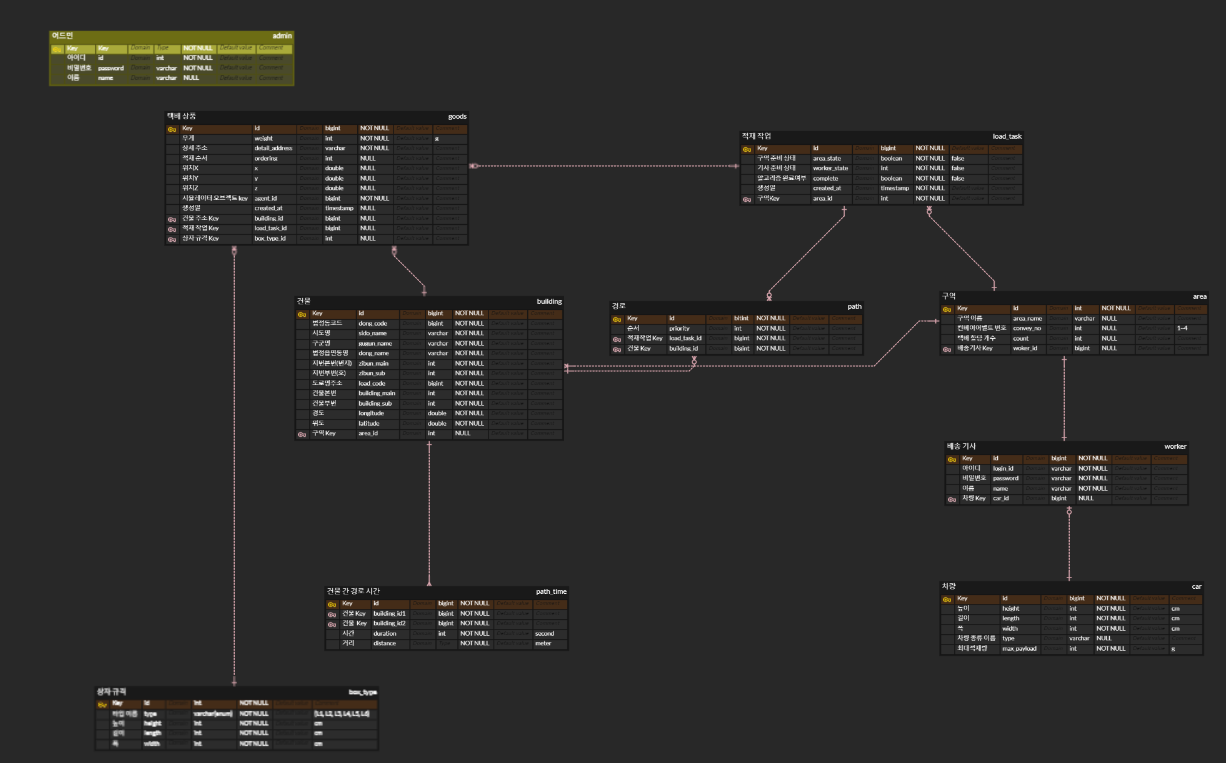 어드민 admin
Key Key Domain Type NOT NULL Default value Comment
아이디 id Domain int NOT NULL Default value Comment
비밀번호 password Domain varchar NOT NULL Default value Comment
이름 name Domain varchar NULL Default value Comment
택배 상품 goods
Key id bigint NOT NULL
무게 weight int NOT NULL g
상세 주소 detail_address varchar NOT NULL
적재 순서 ordering int NULL
위치X x double NULL
위치Y y double NULL
위치Z z double NULL
시뮬레이터 오브젝트 key agent_id bigint NOT NULL
생성일 created_at timestamp NULL
건물 주소 Key building_id bigint NULL
적재 작업 Key load_task_id bigint NULL
상자 규격 Key box_type_id int NULL
적재 작업 load_task
Key id bigint NOT NULL
구역 준비 상태 area_state boolean NOT NULL false
기사 준비 상태 worker_state int NOT NULL false
알고리즘 완료여부 complete boolean NOT NULL false
생성일 created_at timestamp NOT NULL
구역 Key area_id int NOT NULL
건물 building
Key id bigint NOT NULL
법정동코드 dong_code bigint NOT NULL
시도명 sido_name varchar NOT NULL
구군명 gugun_name varchar NOT NULL
법정읍면동명 dong_name varchar NOT NULL
지번본번(번지) zibun_main int NOT NULL
지번부번(호) zibun_sub int NOT NULL
도로명주소 load_code bigint NOT NULL
건물본번 building_main int NOT NULL
건물부번 building_sub int NOT NULL
경도 longitude double NOT NULL
위도 latitude double NOT NULL
구역 Key area_id int NULL
경로 path
Key id NOT NULL
순서 priority int NOT NULL
적재작업 Key load_task_id bigint NOT NULL
건물 Key building_id bigint NOT NULL
구역 area
Key id int NOT NULL
구역 이름 area_name varchar NULL
컨베이어벨트 번호 convey_no int NULL 1~4
택배 할당 개수 count int NULL
배송기사 Key woker_id bigint NULL
배송 기사 worker
Key id bigint NOT NULL
아이디 login_id varchar NOT NULL
비밀번호 password varchar NOT NULL
이름 name varchar NOT NULL
차량 Key car_id bigint NULL
건물 간 경로 시간 path_time
Key id bigint NOT NULL
건물 Key building_id1 bigint NOT NULL
건물 Key building_id2 bigint NOT NULL
시간 duration int NOT NULL second
거리 distance NOT NULL meter
차량 car
Key id bigint NOT NULL
높이 height int NOT NULL cm
길이 length int NOT NULL cm
폭 width int NOT NULL cm
차량 종류 이름 type varchar NULL
최대적재량 max_payload int NOT NULL g
상자 규격 box_type
Key id int NOT NULL
타입 이름 type varchar(enum) NOT NULL (L1, L2, L3, L4, L5, L6)
높이 height int NOT NULL cm
길이 length int NOT NULL cm
폭 width int NOT NULL cm